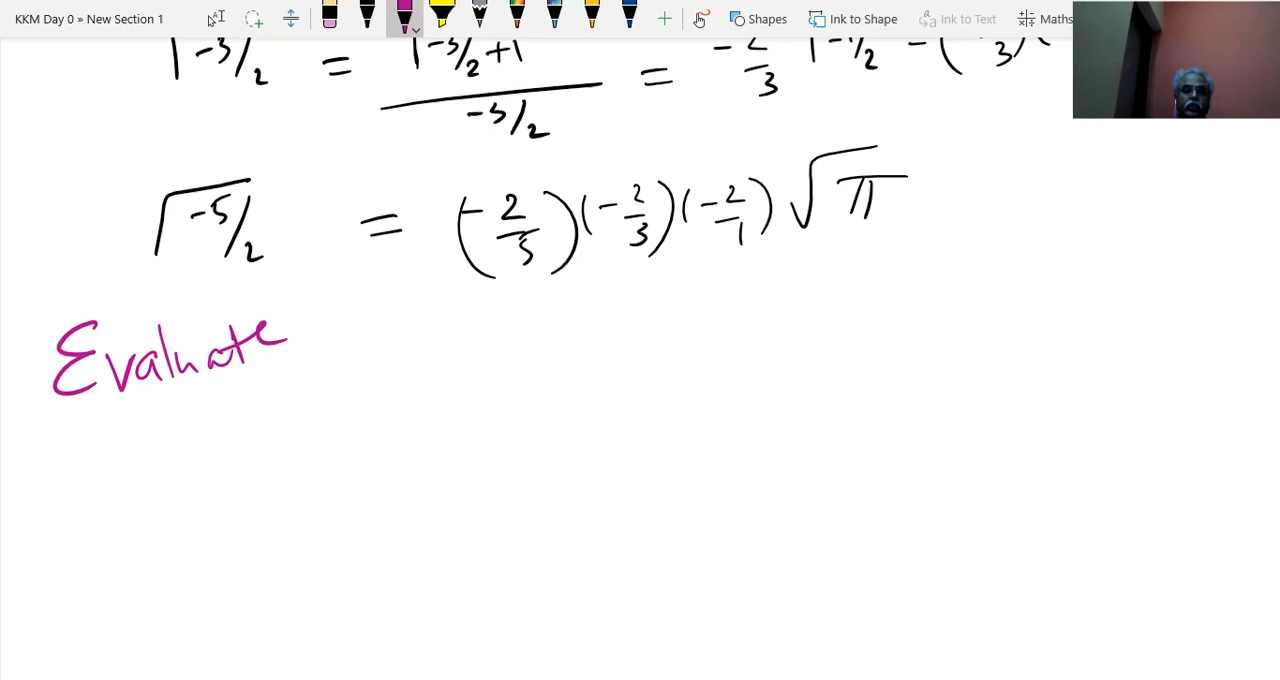 KKM Day 0 » New Section 1 Shapes Ink to Shape Ink to Text Maths
Γ-3/2 = Γ-3/2+1 / -3/2 = -2/3 Γ-1/2 = (
Γ-5/2 = (-2/5)(-2/3)(-2/1)√π
Evaluate